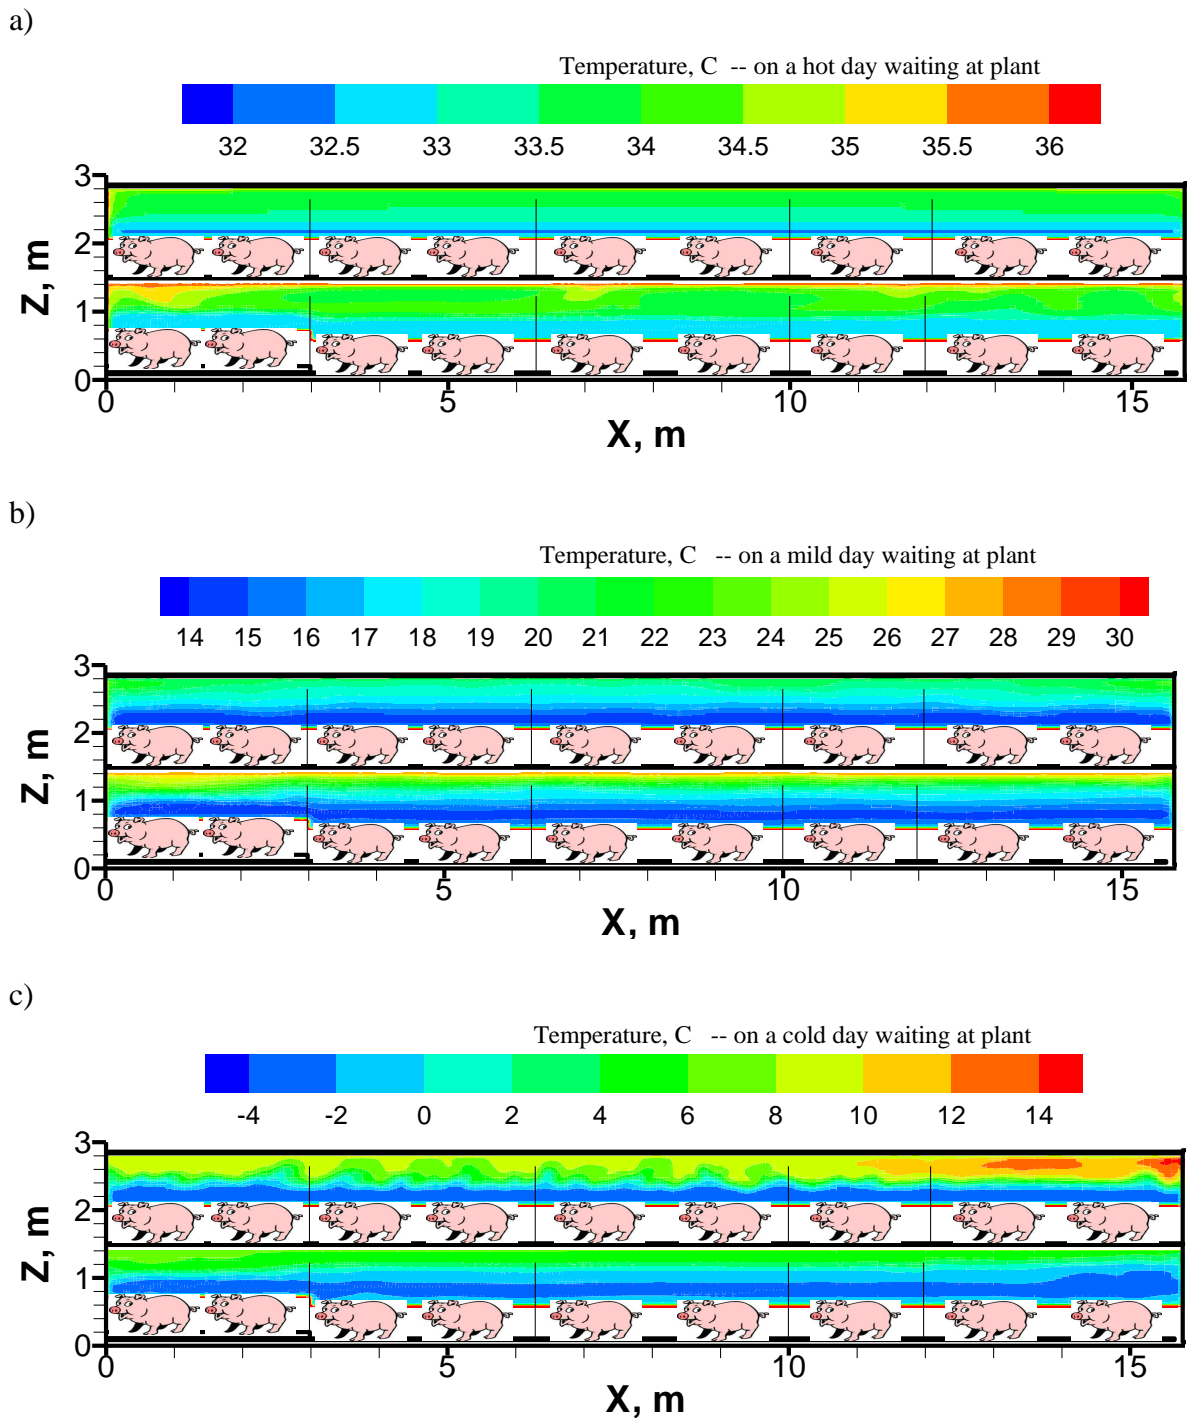 a)
Temperature, C -- on a hot day waiting at plant
32 32.5 33 33.5 34 34.5 35 35.5 36
3
2
Z, m
1
0
0 5 10 15
X, m
b)
Temperature, C -- on a mild day waiting at plant
14 15 16 17 18 19 20 21 22 23 24 25 26 27 28 29 30
3
2
Z, m
1
0
0 5 10 15
X, m
c)
Temperature, C -- on a cold day waiting at plant
-4 -2 0 2 4 6 8 10 12 14
3
2
Z, m
1
0
0 5 10 15
X, m